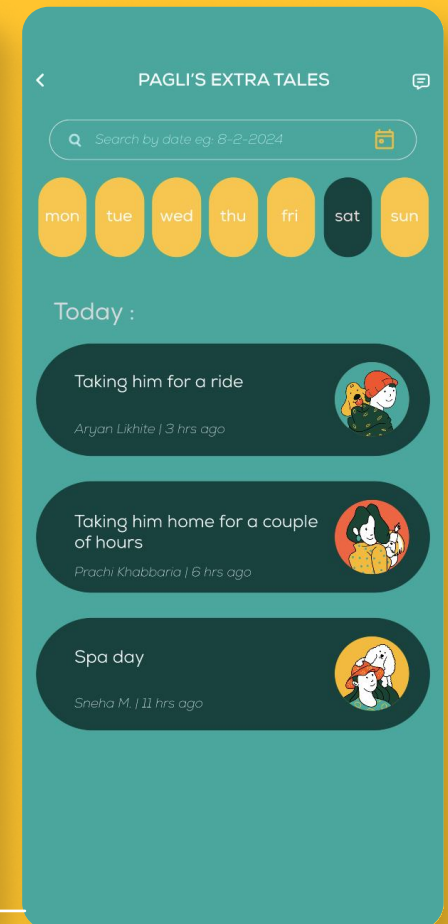 PAGLI'S EXTRA TALES
Search by date eg: 8-2-2024
mon tue wed thu fri sat sun
Today :
Taking him for a ride
Aryan Likhite | 3 hrs ago
Taking him home for a couple
of hours
Prachi Khabbaria | 6 hrs ago
Spa day
Sneha M. | 11 hrs ago